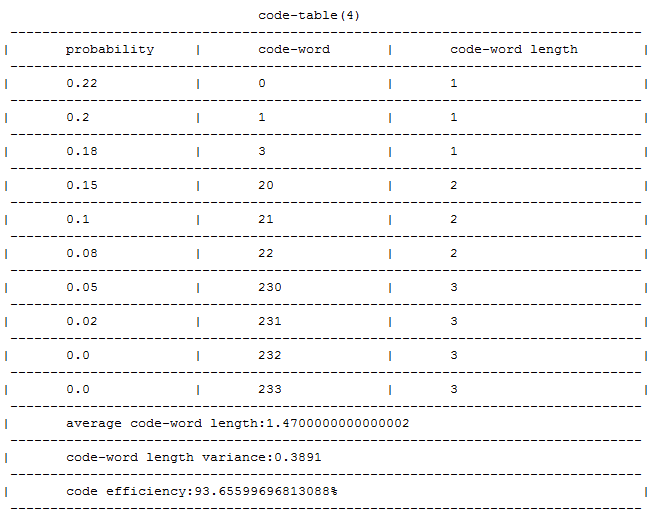 code-table(4)
probability | code-word | code-word length
0.22 | 0 | 1
0.2 | 1 | 1
0.18 | 3 | 1
0.15 | 20 | 2
0.1 | 21 | 2
0.08 | 22 | 2
0.05 | 230 | 3
0.02 | 231 | 3
0.0 | 232 | 3
0.0 | 233 | 3
average code-word length:1.4700000000000002
code-word length variance:0.3891
code efficiency:93.65599696813088%